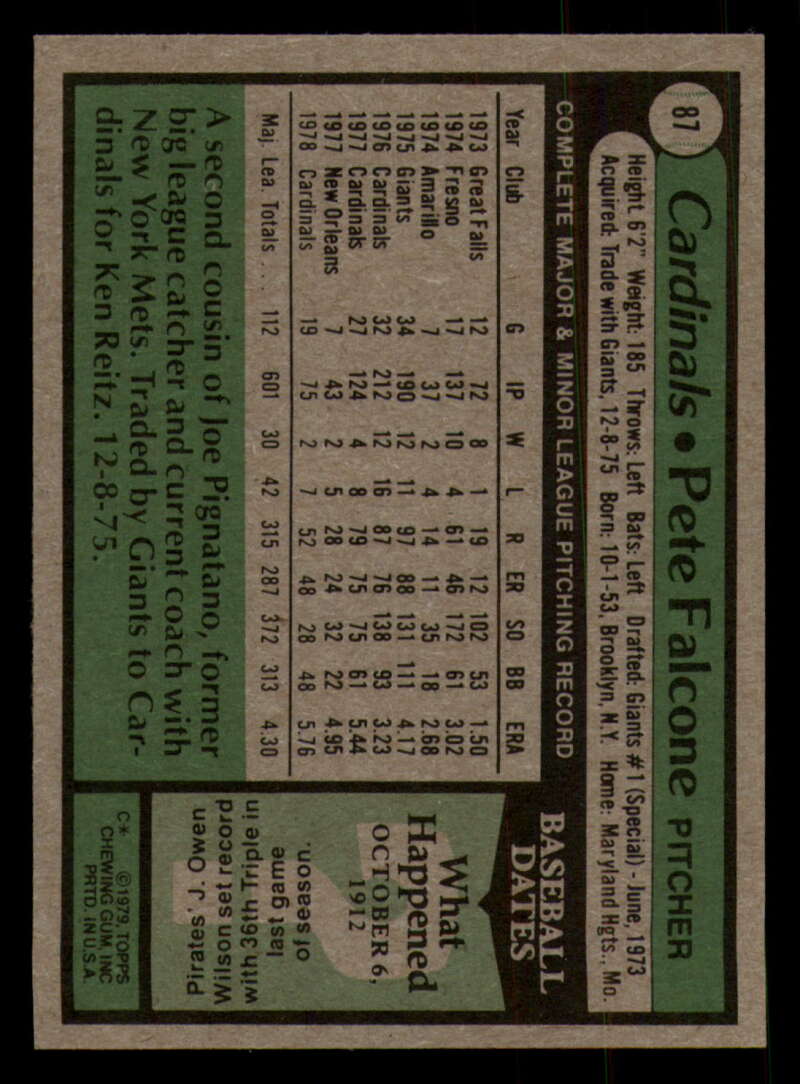 87
Cardinals • Pete Falcone PITCHER
Height: 6'2" Weight: 185 Throws: Left Bats: Left Drafted: Giants #1 (Special) - June, 1973
Acquired: Trade with Giants, 12-8-75 Born: 10-1-53, Brooklyn, N.Y. Home: Maryland Hgts., Mo.
COMPLETE MAJOR & MINOR LEAGUE PITCHING RECORD
Year Club G IP W L R ER SO BB ERA
1973 Great Falls 12 72 8 1 19 12 102 53 1.50
1974 Fresno 17 137 10 4 61 46 172 61 3.02
1974 Amarillo 7 37 2 4 14 11 35 18 2.68
1975 Giants 34 190 12 11 97 88 131 111 4.17
1976 Cardinals 32 212 12 16 87 76 138 93 3.23
1977 Cardinals 27 124 4 8 79 75 75 61 5.44
1977 New Orleans 7 43 2 5 28 24 32 22 4.95
1978 Cardinals 19 75 2 7 52 48 28 48 5.76
Maj. Lea. Totals . . . 112 601 30 42 315 287 372 313 4.30
A second cousin of Joe Pignatano, former
big league catcher and current coach with
New York Mets. Traded by Giants to Car-
dinals for Ken Reitz. 12-8-75.
BASEBALL
DATES
What
Happened
OCTOBER 6,
1912
Pirates' J. Owen
Wilson set record
with 36th Triple in
last game
of season.
C* ©1979, TOPPS
CHEWING GUM, INC
PRTD. IN U.S.A.